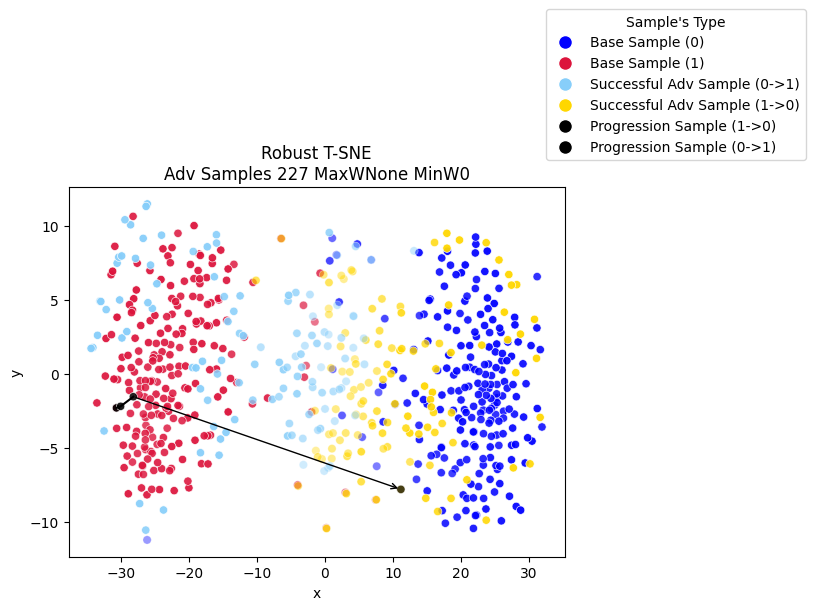 Sample's Type
Base Sample (0)
Base Sample (1)
Successful Adv Sample (0->1)
Successful Adv Sample (1->0)
Progression Sample (1->0)
Progression Sample (0->1)
Robust T-SNE
Adv Samples 227 MaxWNone MinW0
y
10
5
0
−5
−10
−30
−20
−10
0
10
20
30
x